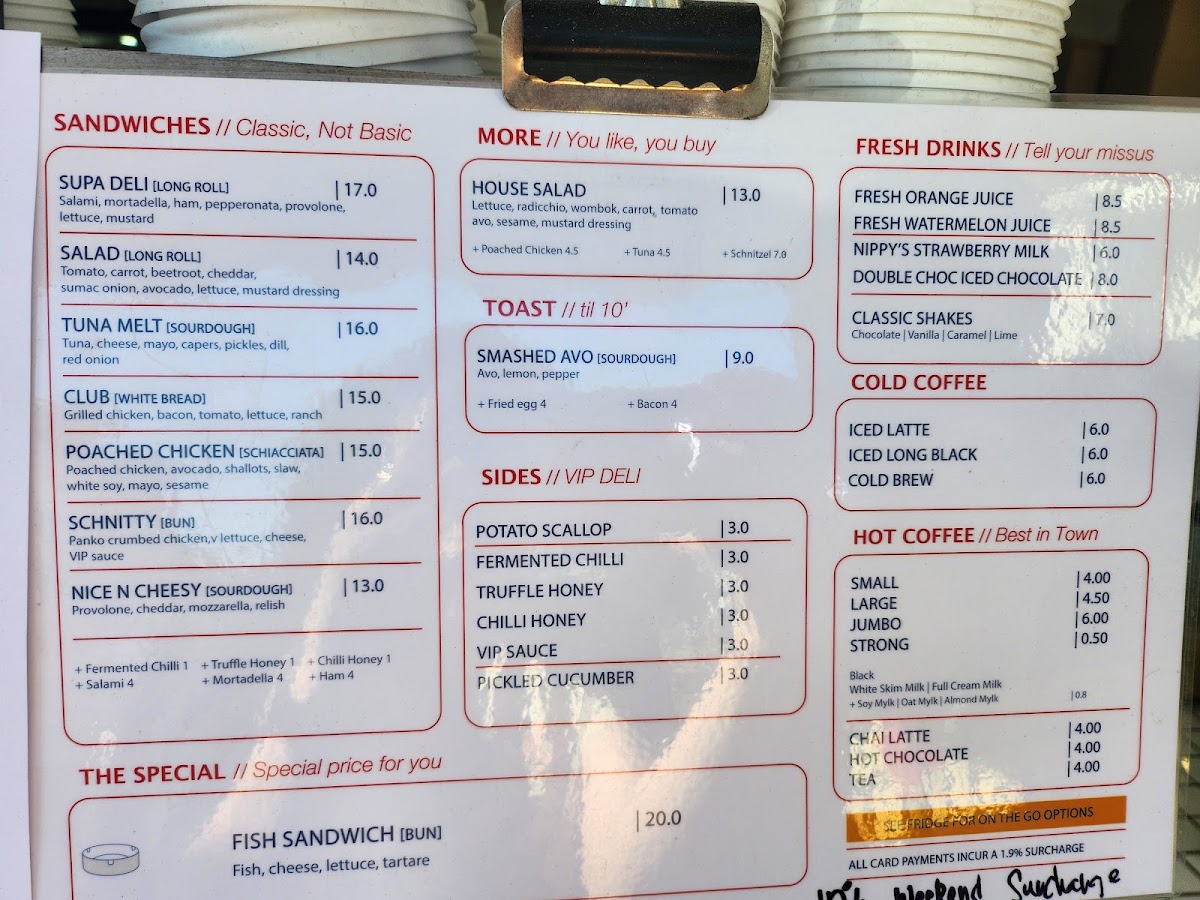 SANDWICHES // Classic, Not Basic
SUPA DELI [LONG ROLL] | 17.0
Salami, mortadella, ham, pepperonata, provolone,
lettuce, mustard
SALAD [LONG ROLL] | 14.0
Tomato, carrot, beetroot, cheddar,
sumac onion, avocado, lettuce, mustard dressing
TUNA MELT [SOURDOUGH] | 16.0
Tuna, cheese, mayo, capers, pickles, dill,
red onion
CLUB [WHITE BREAD] | 15.0
Grilled chicken, bacon, tomato, lettuce, ranch
POACHED CHICKEN [SCHIACCIATA] | 15.0
Poached chicken, avocado, shallots, slaw,
white soy, mayo, sesame
SCHNITTY [BUN] | 16.0
Panko crumbed chicken,v lettuce, cheese,
VIP sauce
NICE N CHEESY [SOURDOUGH] | 13.0
Provolone, cheddar, mozzarella, relish
+ Fermented Chilli 1 + Truffle Honey 1 + Chilli Honey 1
+ Salami 4 + Mortadella 4 + Ham 4
THE SPECIAL // Special price for you
FISH SANDWICH [BUN] | 20.0
Fish, cheese, lettuce, tartare
MORE // You like, you buy
HOUSE SALAD | 13.0
Lettuce, radicchio, wombok, carrot, tomato
avo, sesame, mustard dressing
+ Poached Chicken 4.5 + Tuna 4.5 + Schnitzel 7.0
TOAST // til 10'
SMASHED AVO [SOURDOUGH] | 9.0
Avo, lemon, pepper
+ Fried egg 4 + Bacon 4
SIDES // VIP DELI
POTATO SCALLOP | 3.0
FERMENTED CHILLI | 3.0
TRUFFLE HONEY | 3.0
CHILLI HONEY | 3.0
VIP SAUCE | 3.0
PICKLED CUCUMBER | 3.0
FRESH DRINKS // Tell your missus
FRESH ORANGE JUICE | 8.5
FRESH WATERMELON JUICE | 8.5
NIPPY'S STRAWBERRY MILK | 6.0
DOUBLE CHOC ICED CHOCOLATE | 8.0
CLASSIC SHAKES | 7.0
Chocolate | Vanilla | Caramel | Lime
COLD COFFEE
ICED LATTE | 6.0
ICED LONG BLACK | 6.0
COLD BREW | 6.0
HOT COFFEE // Best in Town
SMALL | 4.00
LARGE | 4.50
JUMBO | 6.00
STRONG | 0.50
Black
White Skim Milk | Full Cream Milk
+ Soy Mylk | Oat Mylk | Almond Mylk | 0.8
CHAI LATTE | 4.00
HOT CHOCOLATE | 4.00
TEA | 4.00
SEE FRIDGE FOR ON THE GO OPTIONS
ALL CARD PAYMENTS INCUR A 1.9% SURCHARGE
Weekend Surcharge